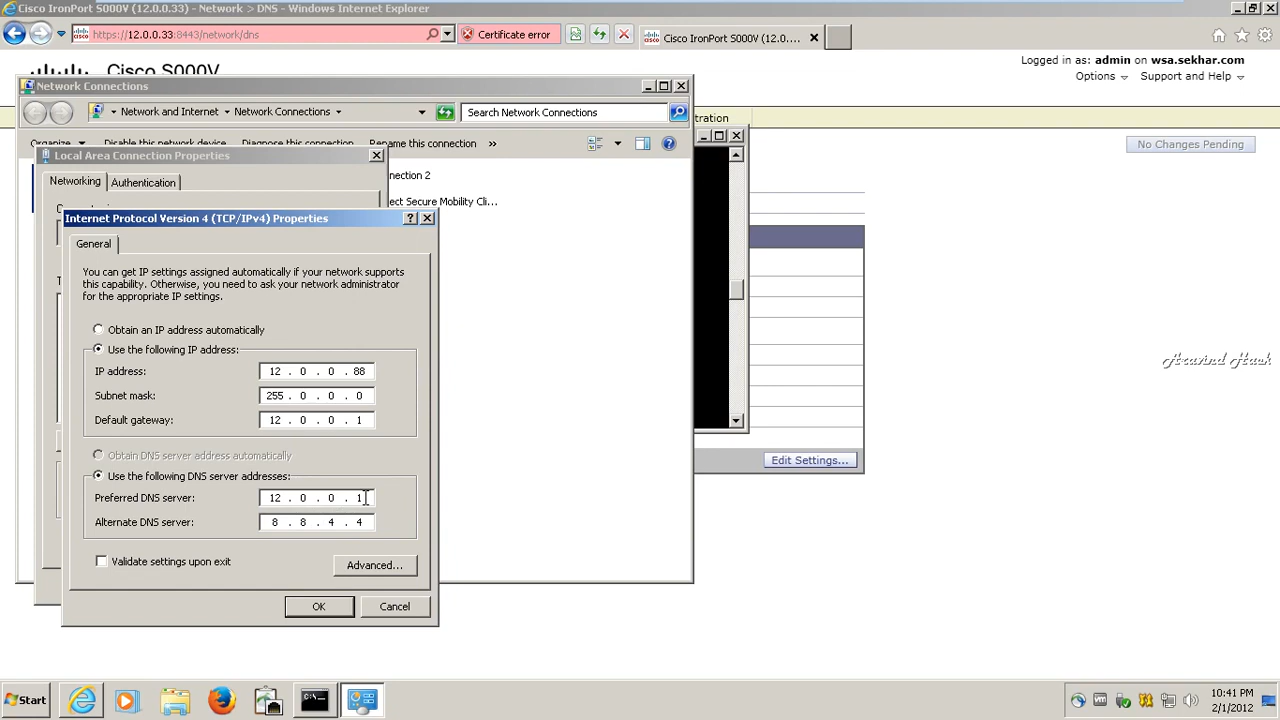 Cisco IronPort S000V (12.0.0.33) - Network > DNS - Windows Internet Explorer
https://12.0.0.33:8443/network/dns
Certificate error
Cisco IronPort S000V (12.0....
Cisco S000V
Logged in as: admin on wsa.sekhar.com
Options
Support and Help
Network Connections
Network and Internet
Network Connections
Search Network Connections
tration
No Changes Pending
Organize
Disable this network device
Diagnose this connection
Rename this connection
»
Local Area Connection Properties
Networking
Authentication
nection 2
ect Secure Mobility Cli...
Internet Protocol Version 4 (TCP/IPv4) Properties
General
You can get IP settings assigned automatically if your network supports
this capability. Otherwise, you need to ask your network administrator
for the appropriate IP settings.
Obtain an IP address automatically
Use the following IP address:
IP address:
12 . 0 . 0 . 88
Subnet mask:
255 . 0 . 0 . 0
Default gateway:
12 . 0 . 0 . 1
Obtain DNS server address automatically
Use the following DNS server addresses:
Preferred DNS server:
12 . 0 . 0 . 1
Alternate DNS server:
8 . 8 . 4 . 4
Validate settings upon exit
Advanced...
OK
Cancel
Edit Settings...
Start
10:41 PM
2/1/2012